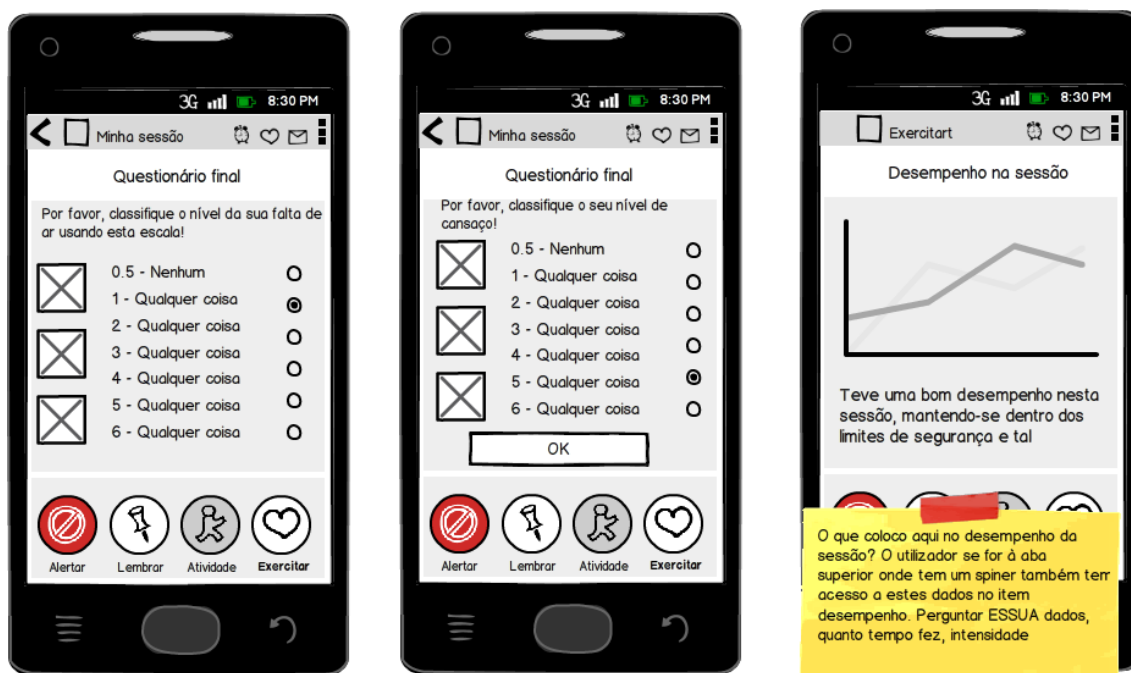 3G 8:30 PM
Minha sessão
Questionário final
Por favor, classifique o nível da sua falta de
ar usando esta escala!
0.5 - Nenhum
1 - Qualquer coisa
2 - Qualquer coisa
3 - Qualquer coisa
4 - Qualquer coisa
5 - Qualquer coisa
6 - Qualquer coisa
Alertar Lembrar Atividade Exercitar
3G 8:30 PM
Minha sessão
Questionário final
Por favor, classifique o seu nível de
cansaço!
0.5 - Nenhum
1 - Qualquer coisa
2 - Qualquer coisa
3 - Qualquer coisa
4 - Qualquer coisa
5 - Qualquer coisa
6 - Qualquer coisa
OK
Alertar Lembrar Atividade Exercitar
3G 8:30 PM
Exercitart
Desempenho na sessão
Teve uma bom desempenho nesta
sessão, mantendo-se dentro dos
limites de segurança e tal
O que coloco aqui no desempenho da
sessão? O utilizador se for à aba
superior onde tem um spiner também tem
acesso a estes dados no item
desempenho. Perguntar ESSUA dados,
quanto tempo fez, intensidade